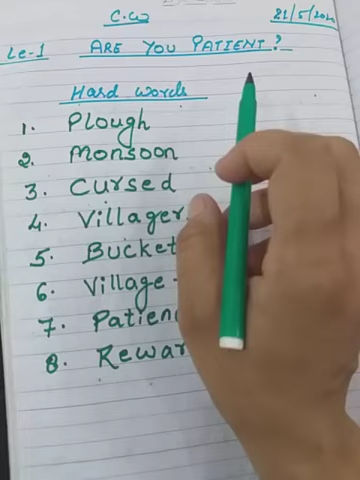 C.W 21/5/2020
Le-1 ARE YOU PATIENT?
Hard words
1. Plough
2. Monsoon
3. Cursed
4. Villager
5. Bucket
6. Village
7. Patien
8. Rewar